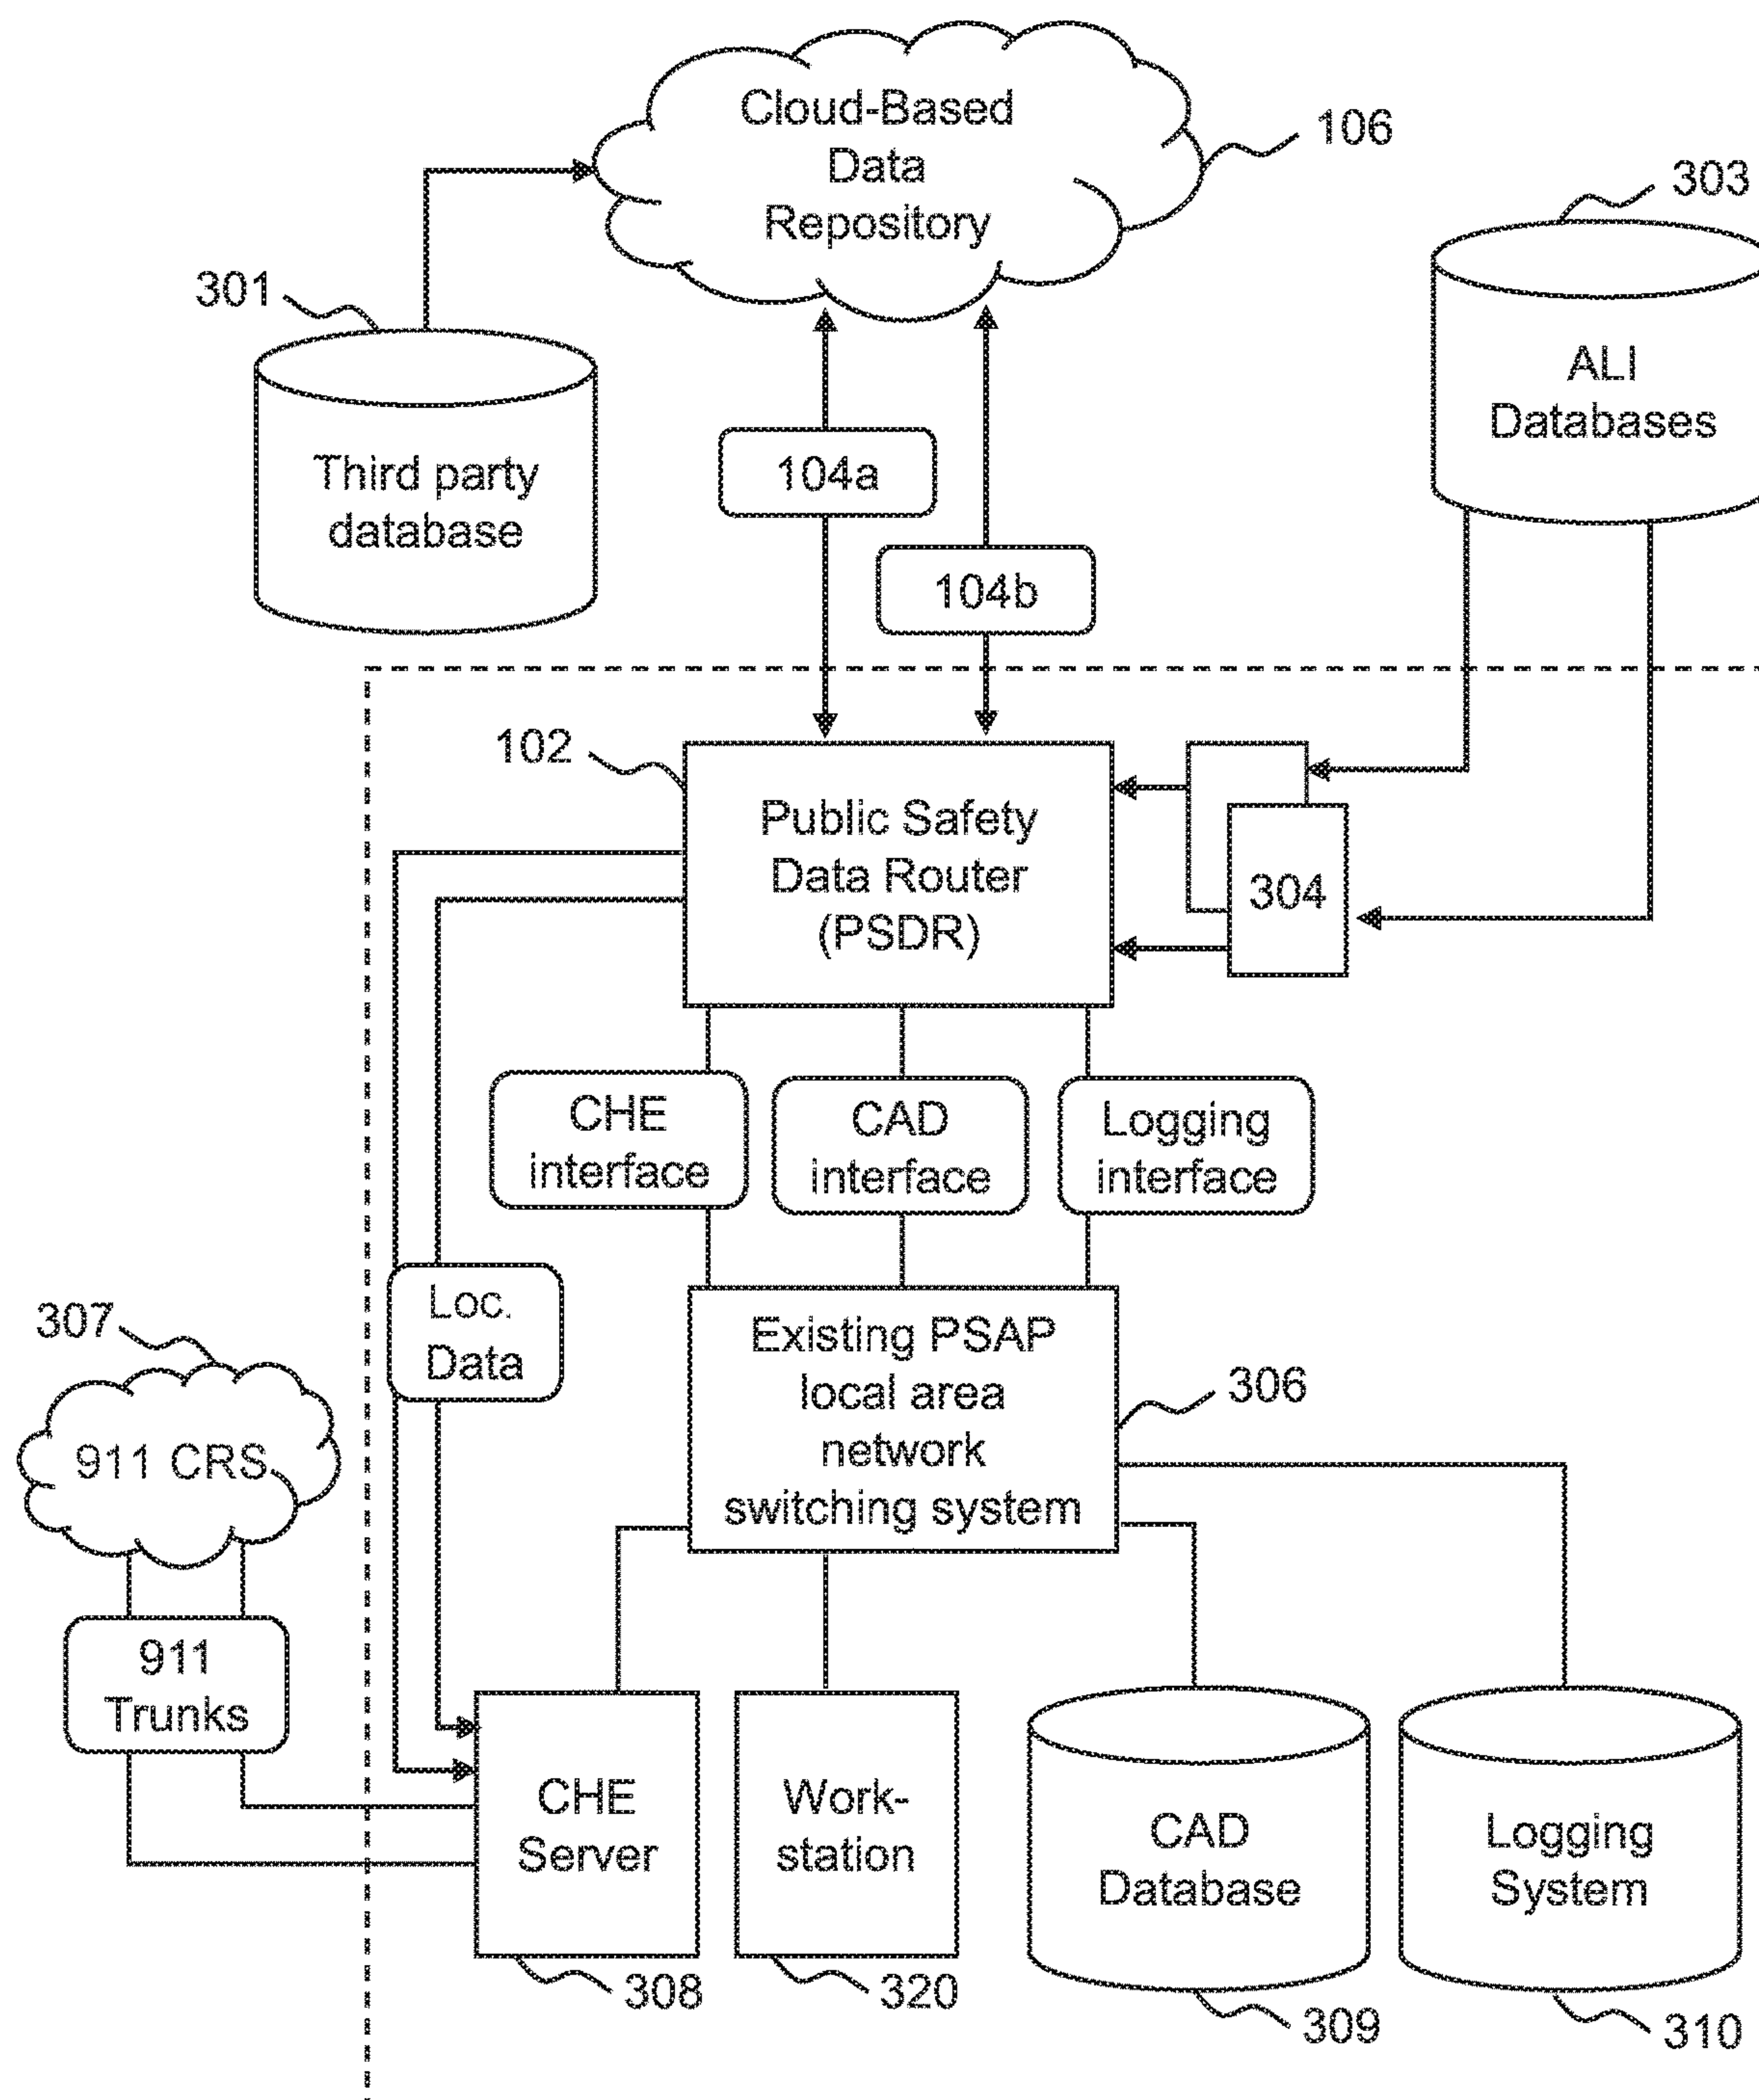 Cloud-Based
Data
Repository
106
303
301
ALI
Databases
Third party
database
104a
104b
102
Public Safety
Data Router
(PSDR)
304
CHE
interface
CAD
interface
Logging
interface
Loc.
Data
307
Existing PSAP
local area
network
switching system
306
911 CRS
911
Trunks
CHE
Server
Work-
station
CAD
Database
Logging
System
308
320
309
310